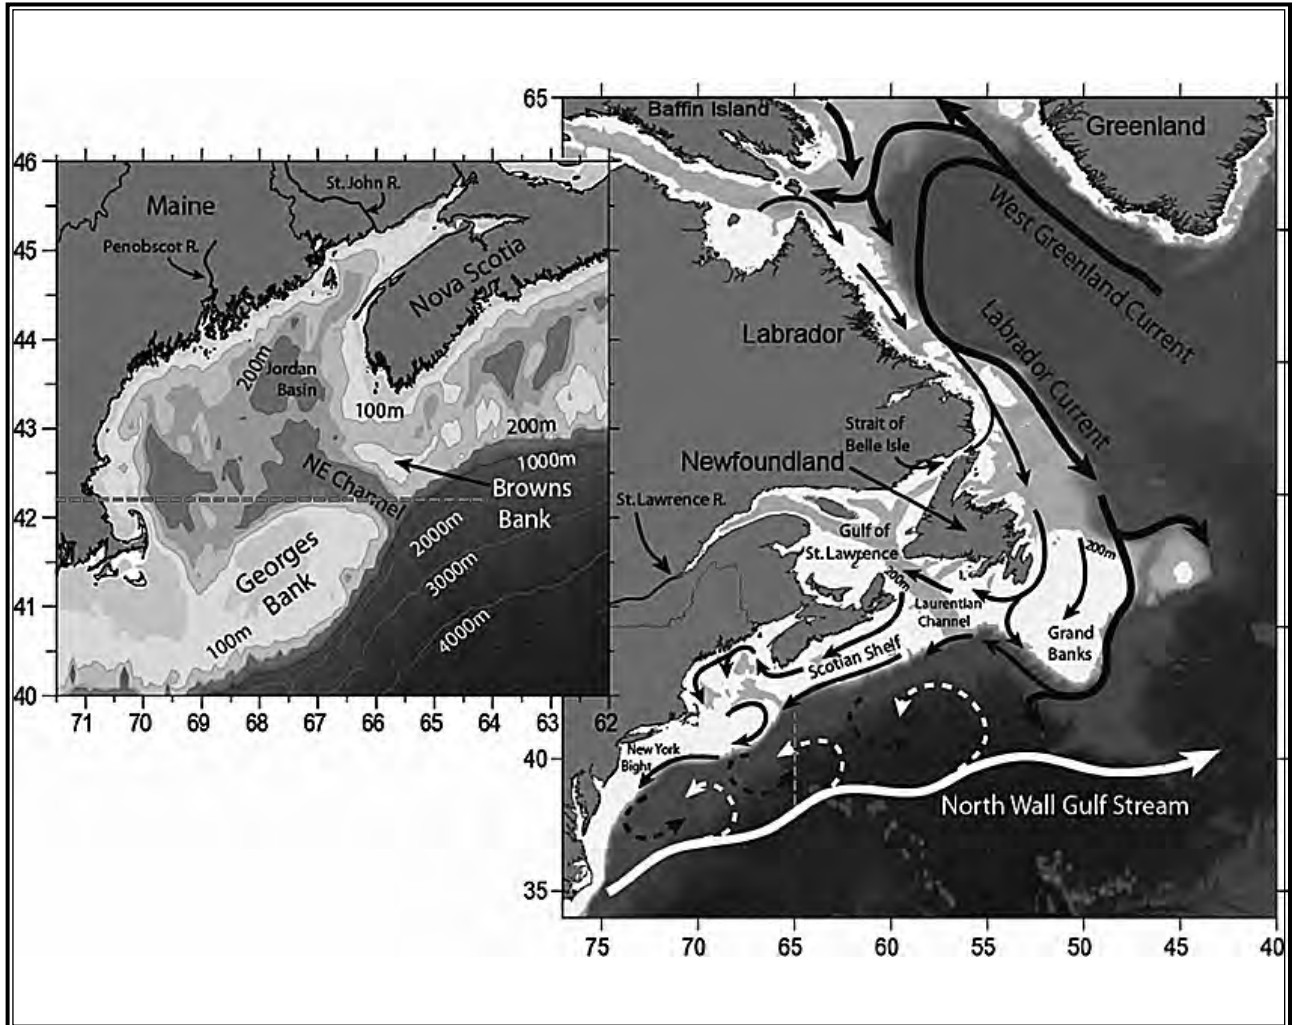 46
45
44
43
42
41
40
71
70
69
68
67
66
65
64
63
62
Maine
St. John R.
Penobscot R.
Nova Scotia
200m
Jordan
Basin
100m
200m
1000m
NE Channel
Browns
Bank
2000m
3000m
4000m
Georges
Bank
100m
65
40
35
75
70
65
60
55
50
45
40
Baffin Island
Greenland
West Greenland Current
Labrador
Labrador Current
Strait of
Belle Isle
Newfoundland
St. Lawrence R.
Gulf of
St. Lawrence
200m
200m
Laurentian
Channel
Grand
Banks
Scotian Shelf
New York
Bight
North Wall Gulf Stream